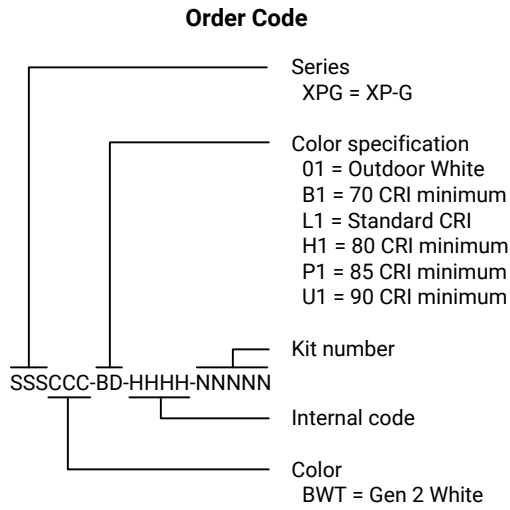 Order Code
Series
XPG = XP-G
Color specification
01 = Outdoor White
B1 = 70 CRI minimum
L1 = Standard CRI
H1 = 80 CRI minimum
P1 = 85 CRI minimum
U1 = 90 CRI minimum
Kit number
SSSCCC-BD-HHHH-NNNNN
Internal code
Color
BWT = Gen 2 White